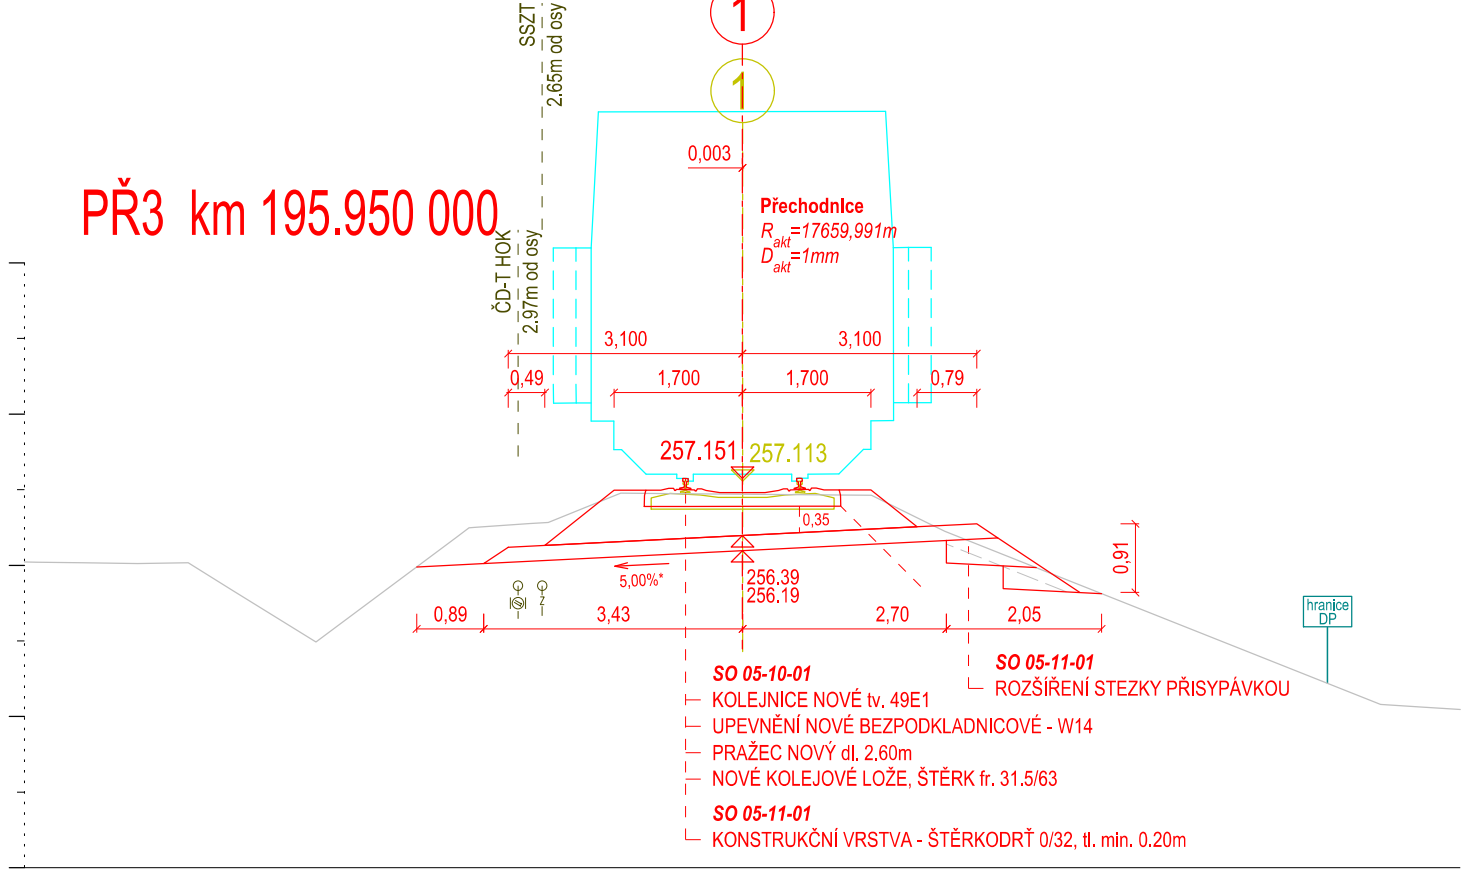 1
1
SSZT
2.65m od osy
0,003
PŘ3 km 195.950 000
Přechodnice
R akt=17659,991m
D akt=1mm
ČD-T HOK
2.97m od osy
3,100
3,100
0,49
1,700
1,700
0,79
257.151
257.113
0,35
0,91
5,00%*
256.39
256.19
Z
0,89
3,43
2,70
2,05
hranice
DP
SO 05-10-01
KOLEJNICE NOVÉ tv. 49E1
UPEVNĚNÍ NOVÉ BEZPODKLADNICOVÉ - W14
PRAŽEC NOVÝ dl. 2.60m
NOVÉ KOLEJOVÉ LOŽE, ŠTĚRK fr. 31.5/63
SO 05-11-01
KONSTRUKČNÍ VRSTVA - ŠTĚRKODRŤ 0/32, tl. min. 0.20m
SO 05-11-01
ROZŠÍŘENÍ STEZKY PŘISYPÁVKOU